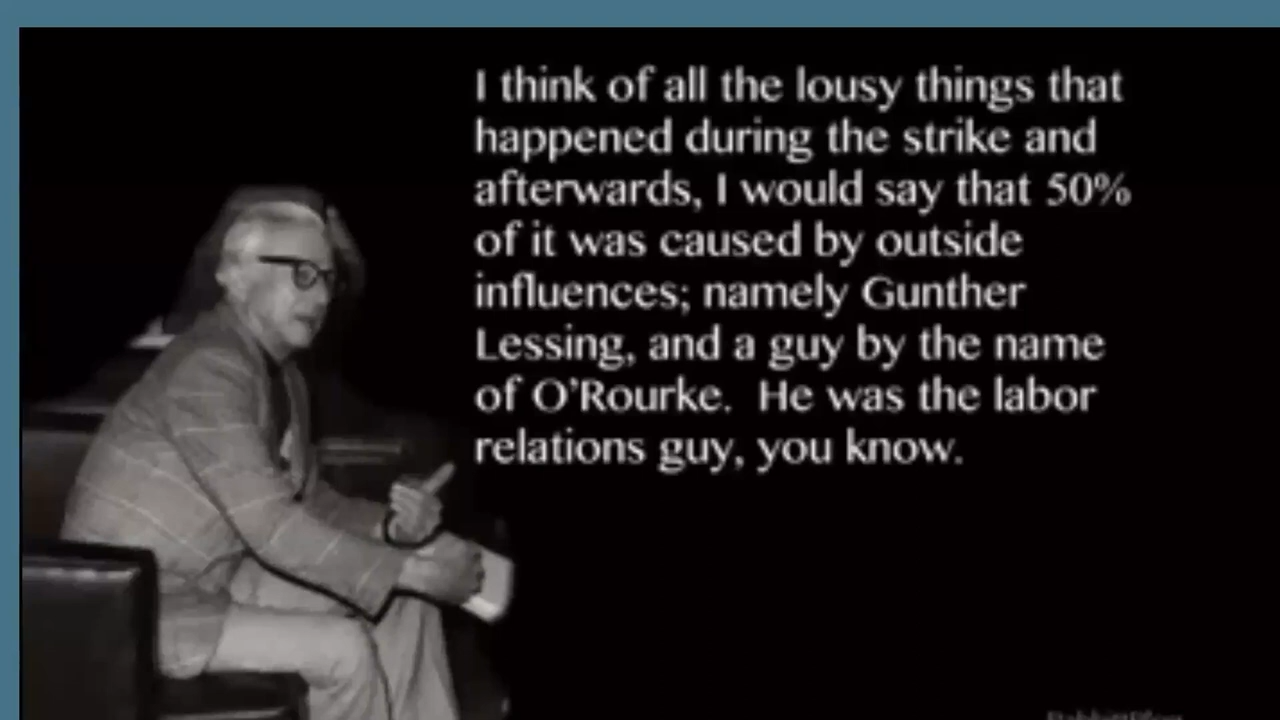 I think of all the lousy things that
happened during the strike and
afterwards, I would say that 50%
of it was caused by outside
influences; namely Gunther
Lessing, and a guy by the name
of O'Rourke.  He was the labor
relations guy, you know.